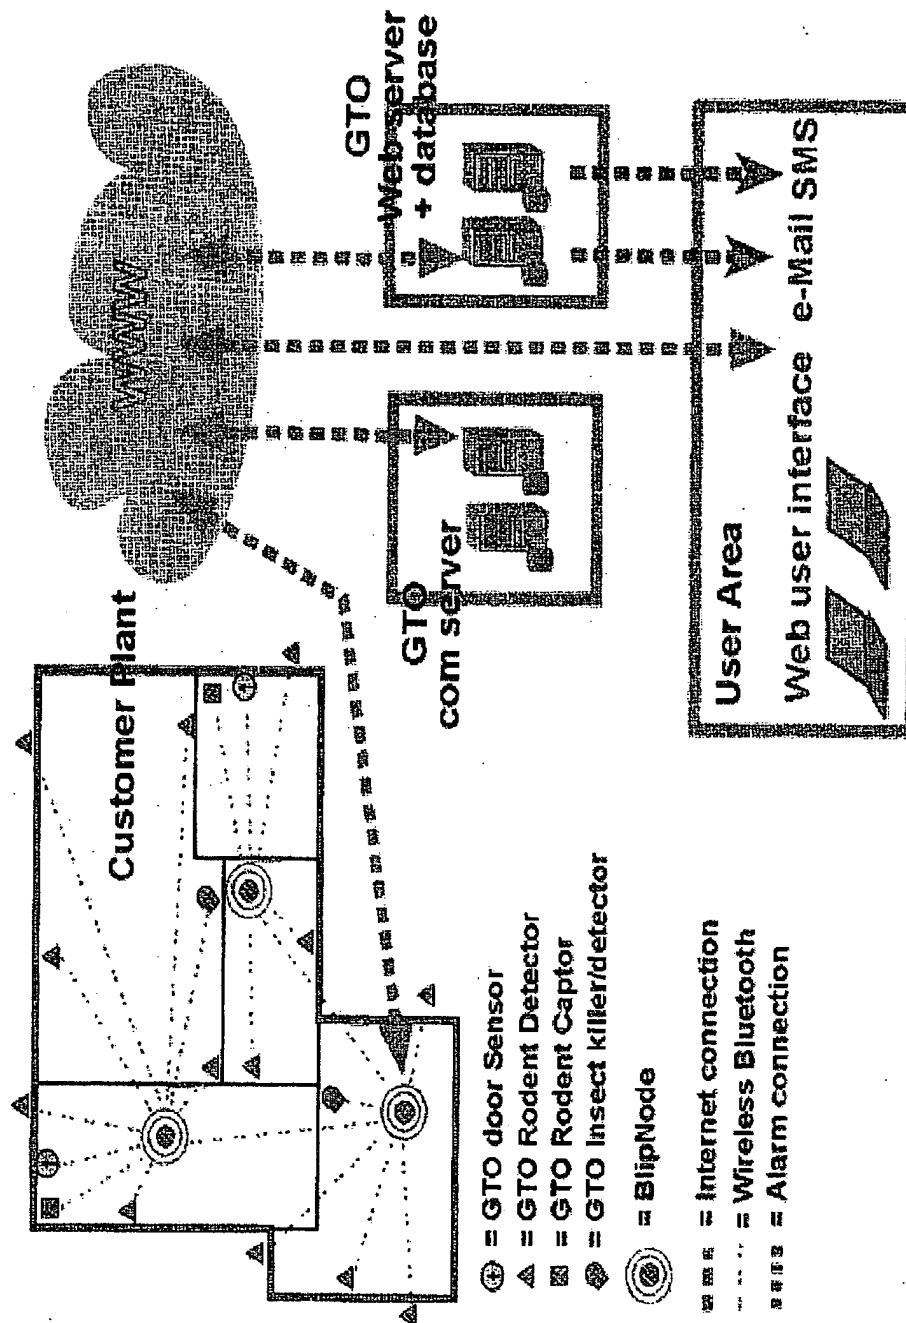 Customer Plant
WWW
GTO
com server
GTO
Web server
+ database
= GTO door Sensor
= GTO Rodent Detector
= GTO Rodent Captor
= GTO Insect killer/detector
= BlipNode
= Internet connection
= Wireless Bluetooth
= Alarm connection
User Area
Web user interface e-Mail SMS